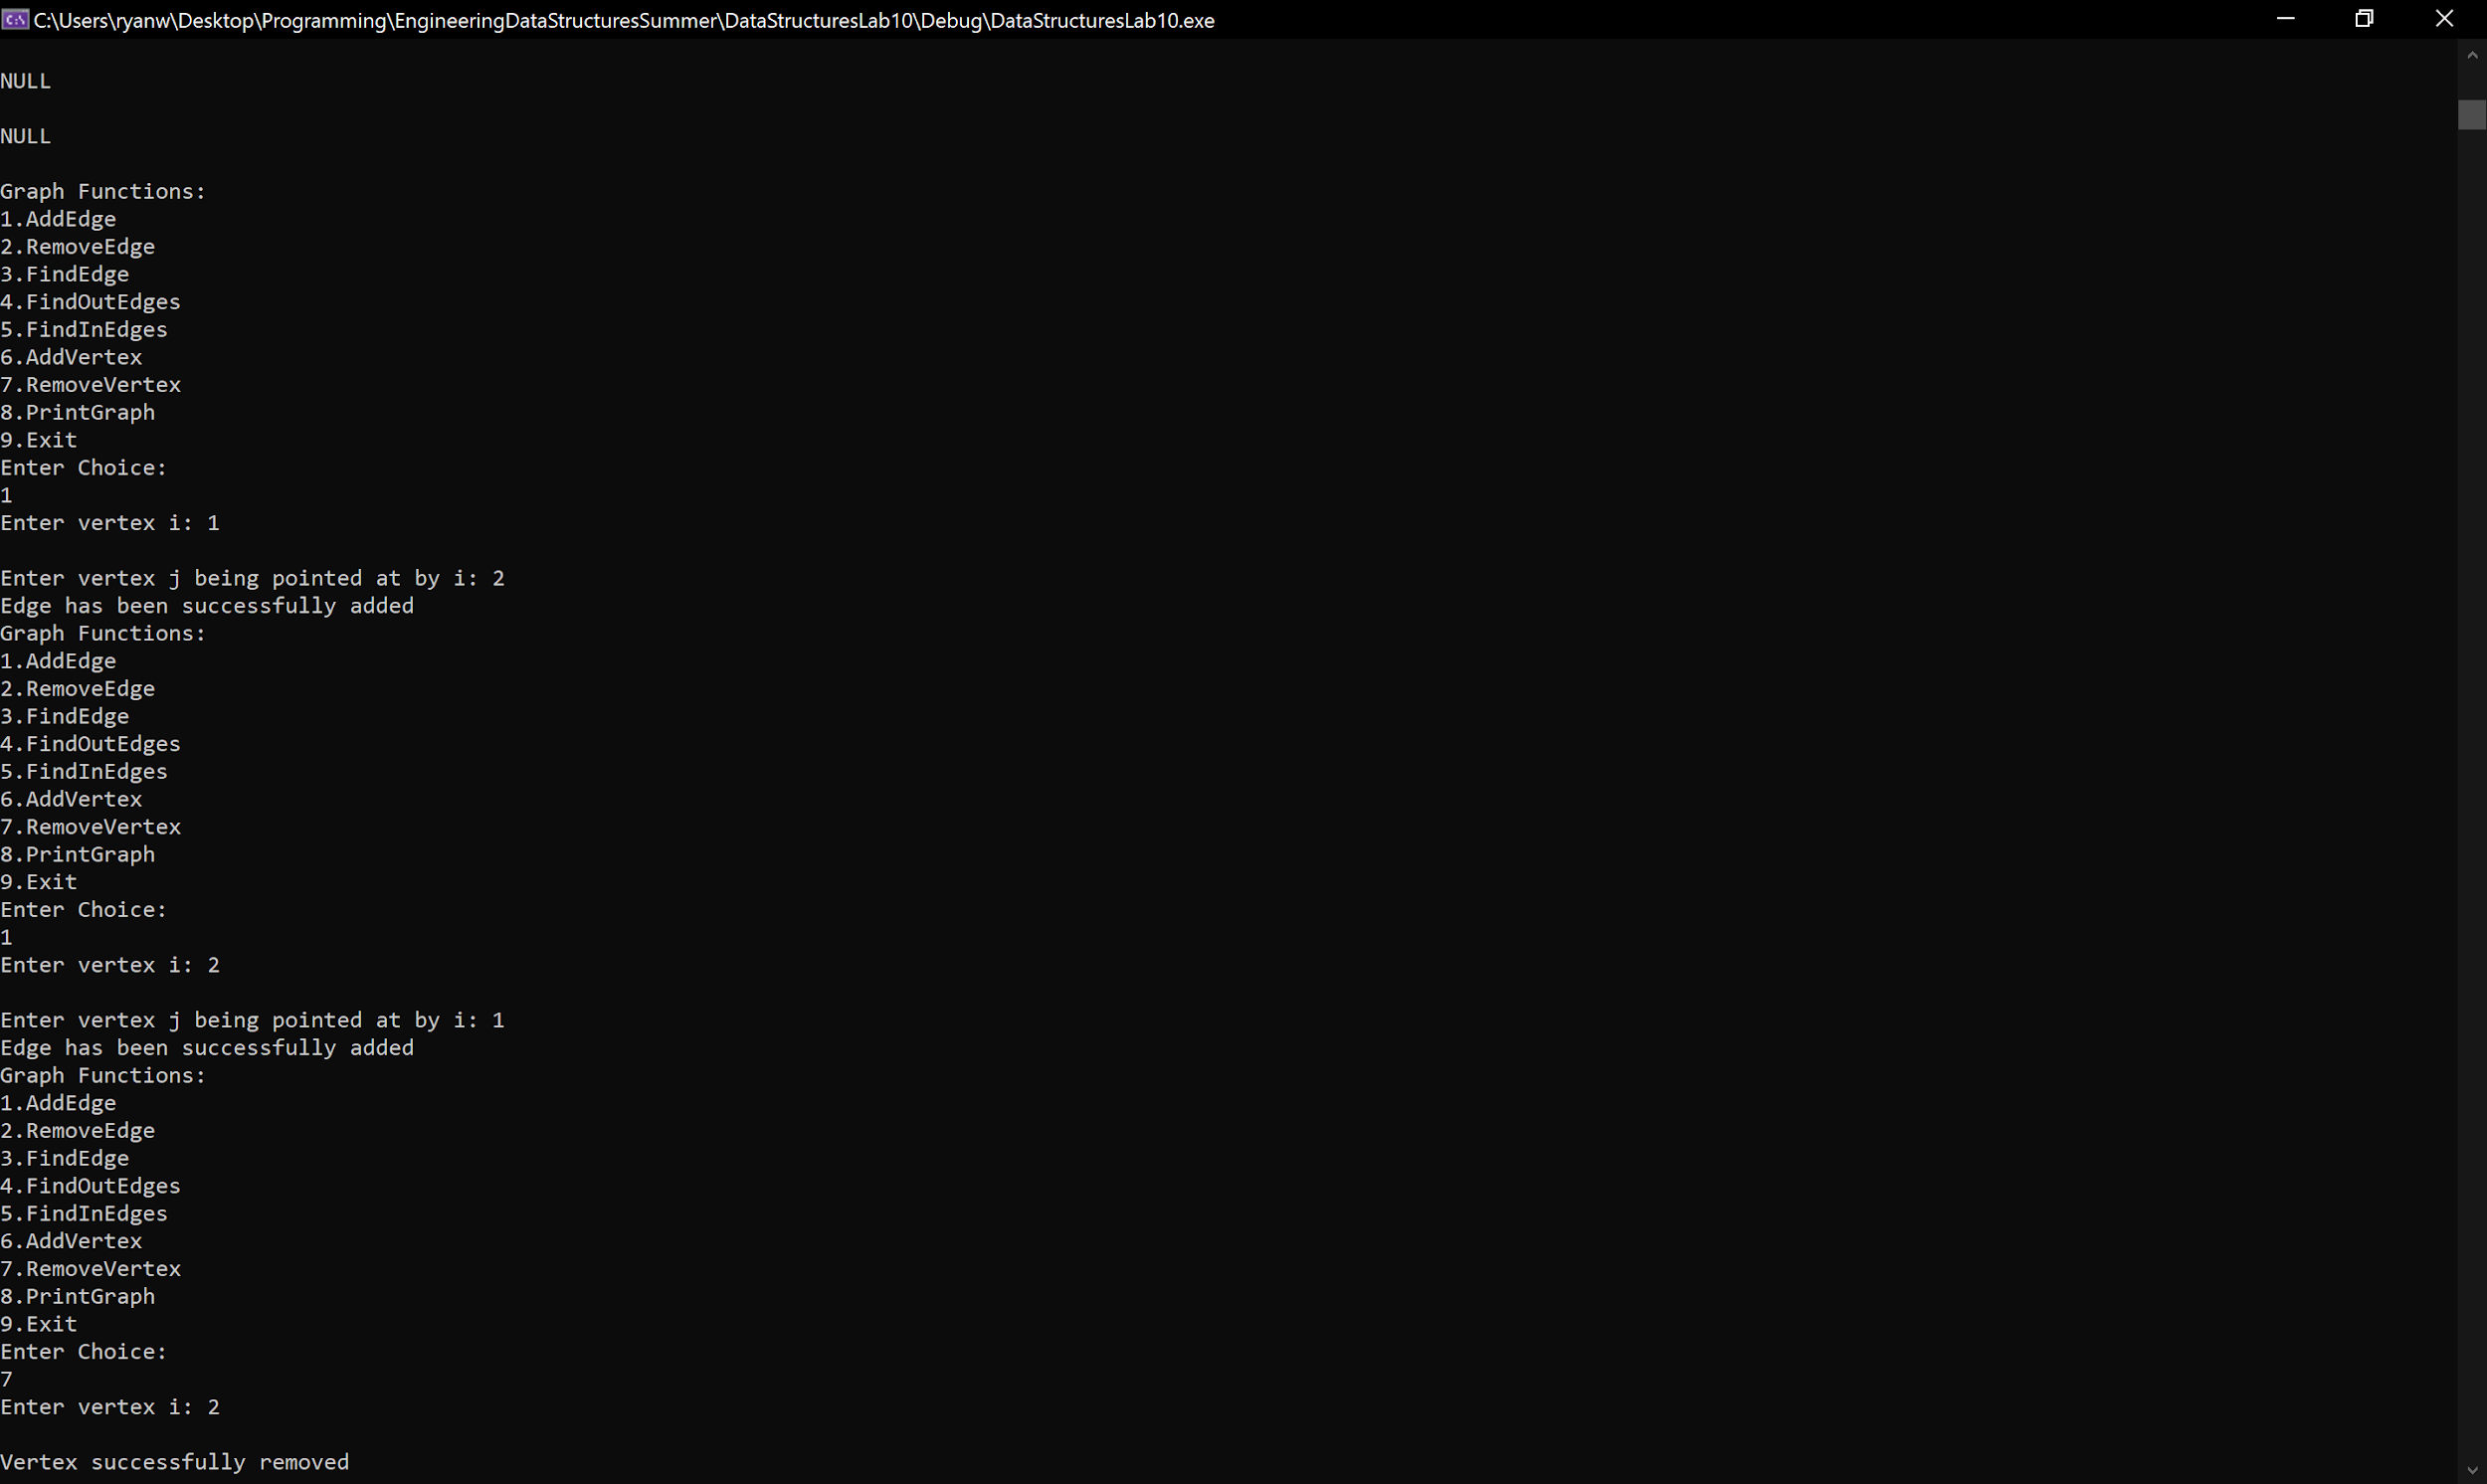 C:\Users\ryanw\Desktop\Programming\EngineeringDataStructuresSummer\DataStructuresLab10\Debug\DataStructuresLab10.exe
NULL
NULL
Graph Functions:
1.AddEdge
2.RemoveEdge
3.FindEdge
4.FindOutEdges
5.FindInEdges
6.AddVertex
7.RemoveVertex
8.PrintGraph
9.Exit
Enter Choice:
1
Enter vertex i: 1
Enter vertex j being pointed at by i: 2
Edge has been successfully added
Graph Functions:
1.AddEdge
2.RemoveEdge
3.FindEdge
4.FindOutEdges
5.FindInEdges
6.AddVertex
7.RemoveVertex
8.PrintGraph
9.Exit
Enter Choice:
1
Enter vertex i: 2
Enter vertex j being pointed at by i: 1
Edge has been successfully added
Graph Functions:
1.AddEdge
2.RemoveEdge
3.FindEdge
4.FindOutEdges
5.FindInEdges
6.AddVertex
7.RemoveVertex
8.PrintGraph
9.Exit
Enter Choice:
7
Enter vertex i: 2
Vertex successfully removed